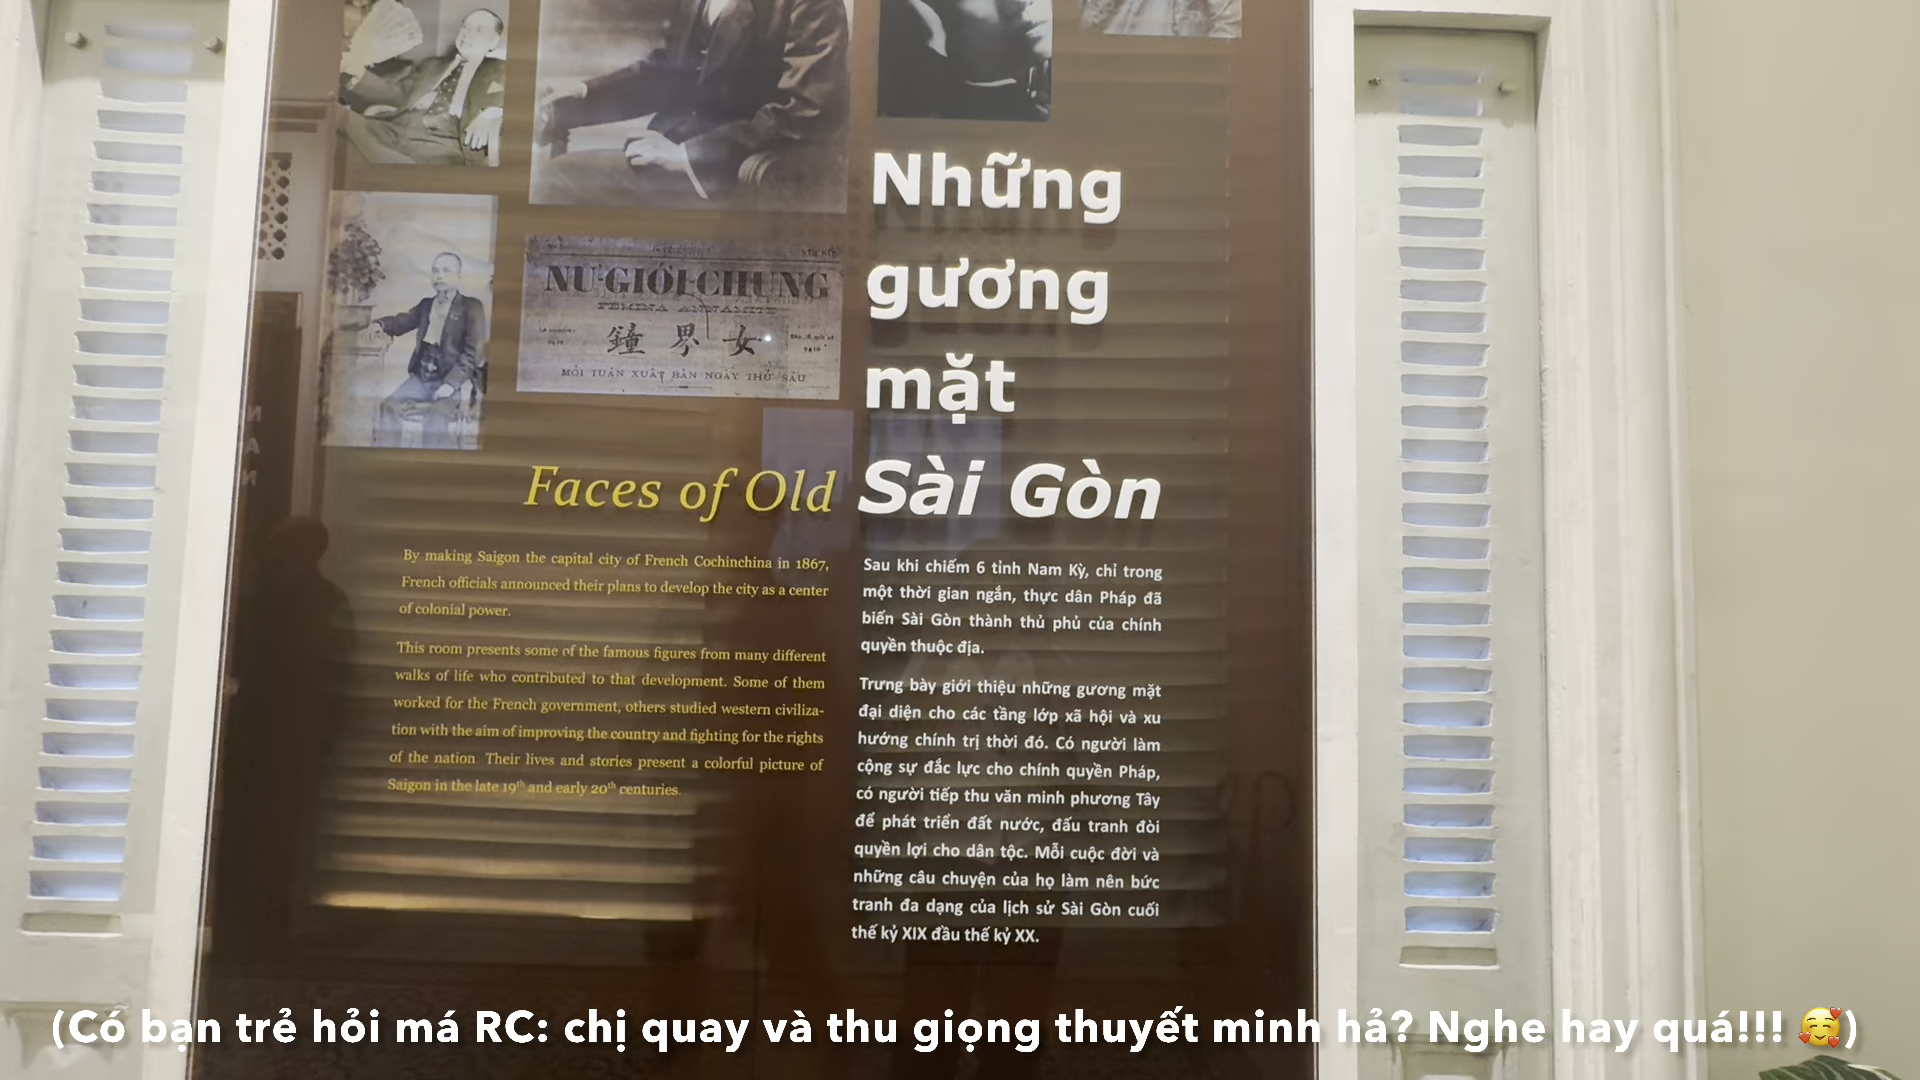 NỮ-GIỚI-CHUNG
FEMINA ANNAMITE
鐘 界 女
MỖI TUẦN XUẤT BẢN NGÀY THỨ SÁU
Những
gương
mặt
Sài Gòn
Faces of Old
By making Saigon the capital city of French Cochinchina in 1867,
French officials announced their plans to develop the city as a center
of colonial power.
This room presents some of the famous figures from many different
walks of life who contributed to that development. Some of them
worked for the French government, others studied western civiliza-
tion with the aim of improving the country and fighting for the rights
of the nation Their lives and stories present a colorful picture of
Saigon in the late 19th and early 20th centuries.
Sau khi chiếm 6 tỉnh Nam Kỳ, chỉ trong
một thời gian ngắn, thực dân Pháp đã
biến Sài Gòn thành thủ phủ của chính
quyền thuộc địa.
Trưng bày giới thiệu những gương mặt
đại diện cho các tầng lớp xã hội và xu
hướng chính trị thời đó. Có người làm
cộng sự đắc lực cho chính quyền Pháp,
có người tiếp thu văn minh phương Tây
để phát triển đất nước, đấu tranh đòi
quyền lợi cho dân tộc. Mỗi cuộc đời và
những câu chuyện của họ làm nên bức
tranh đa dạng của lịch sử Sài Gòn cuối
thế kỷ XIX đầu thế kỷ XX.
(Có bạn trẻ hỏi má RC: chị quay và thu giọng thuyết minh hả? Nghe hay quá!!! 🥰)